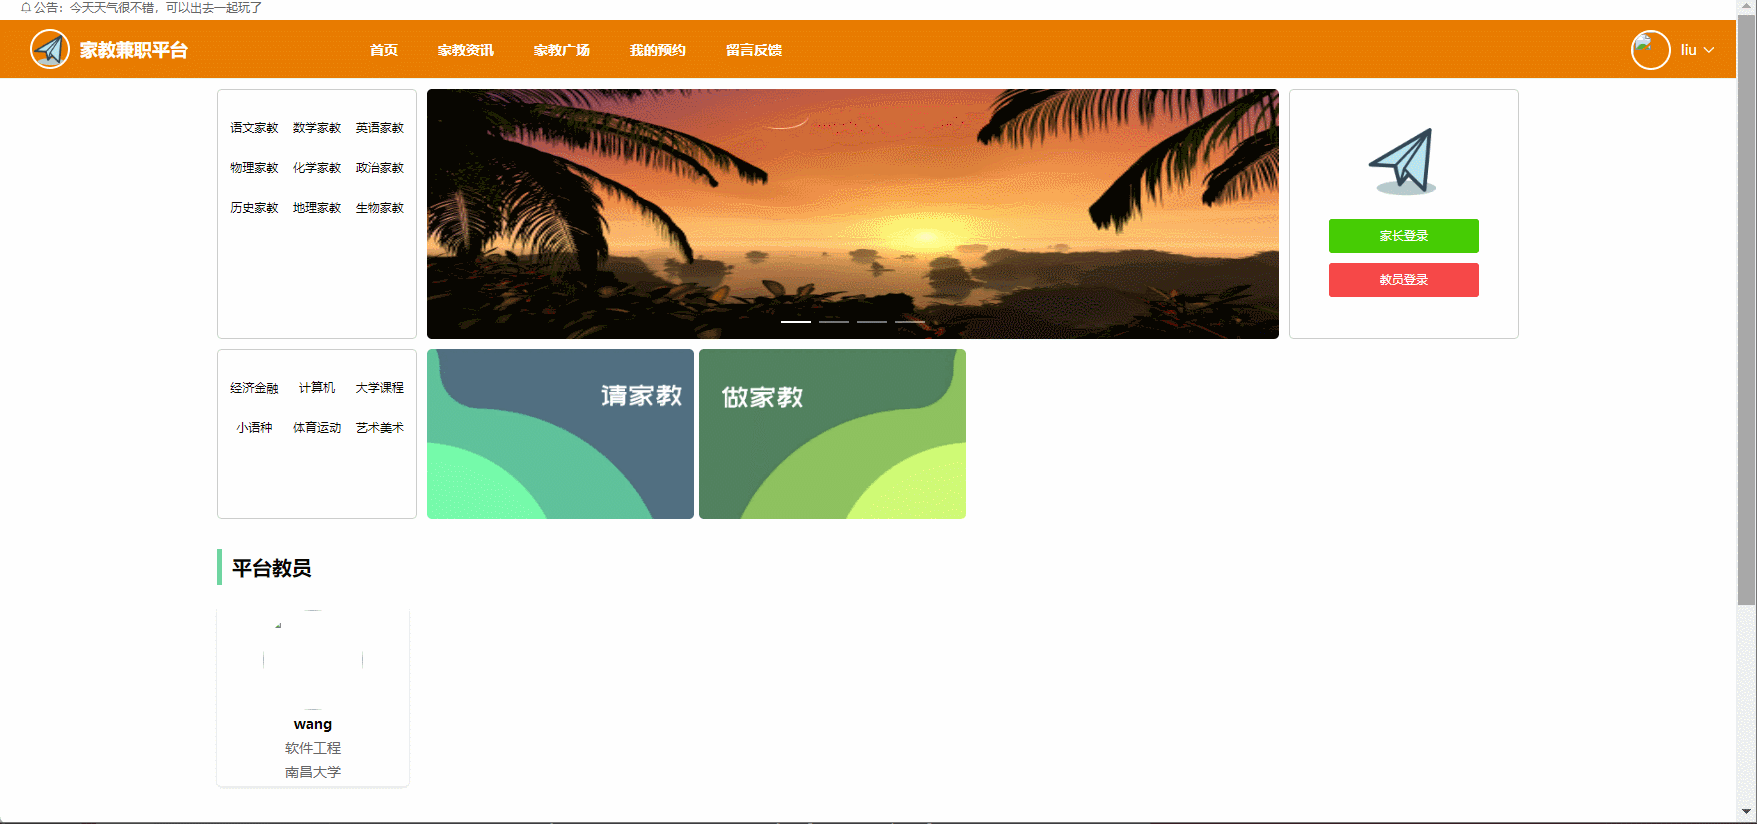 公告：今天天气很不错，可以出去一起玩了
家教兼职平台 首页 家教资讯 家教广场 我的预约 留言反馈 liu
语文家教 数学家教 英语家教
物理家教 化学家教 政治家教
历史家教 地理家教 生物家教
家长登录
教员登录
经济金融 计算机 大学课程
小语种 体育运动 艺术美术
请家教
做家教
平台教员
wang
软件工程
南昌大学